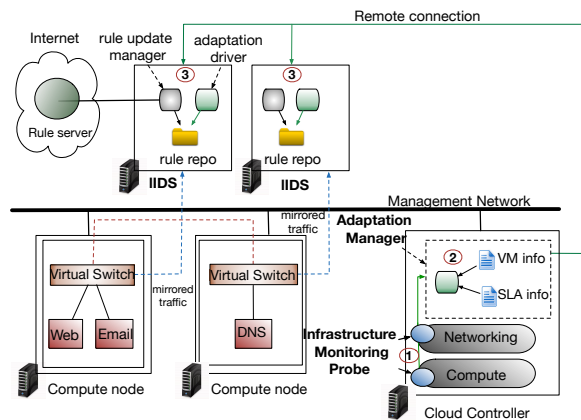 Remote connection
Internet
rule update
manager
adaptation
driver
3
3
Rule server
rule repo
rule repo
IIDS
IIDS
Management Network
mirrored
traffic
Adaptation
Manager
2
VM info
Virtual Switch
Virtual Switch
mirrored
traffic
SLA info
Web
Email
DNS
Infrastructure
Monitoring
Probe
Networking
1
Compute
Compute node
Compute node
Cloud Controller